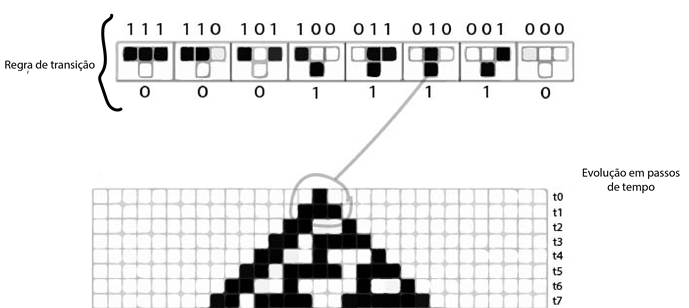 111 110 101 100 011 010 001 000
Regra de transição
0 0 0 1 1 1 1 0
Evolução em passos
de tempo
t0
t1
t2
t3
t4
t5
t6
t7